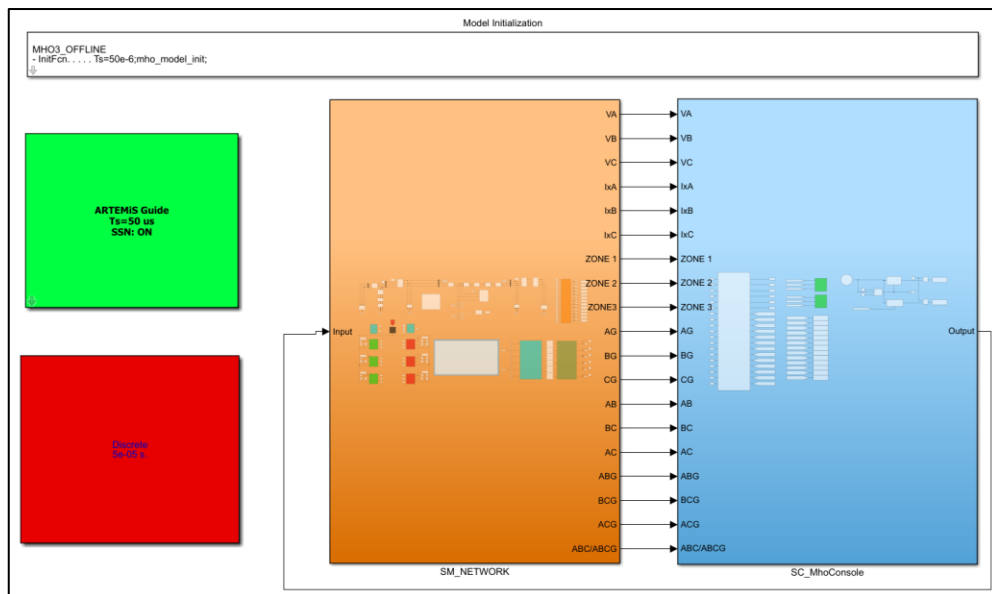 Model Initialization
MHO3_OFFLINE
- InitFcn. . . . . Ts=50e-6;mho_model_init;
ARTEMiS Guide
Ts=50 us
SSN: ON
Discrete
5e-05 s.
Input
VA
VB
VC
IxA
IxB
IxC
ZONE 1
ZONE 2
ZONE3
AG
BG
CG
AB
BC
AC
ABG
BCG
ACG
ABC/ABCG
SM_NETWORK
VA
VB
VC
IxA
IxB
IxC
ZONE 1
ZONE 2
ZONE 3
AG
BG
CG
AB
BC
AC
ABG
BCG
ACG
ABC/ABCG
Output
SC_MhoConsole